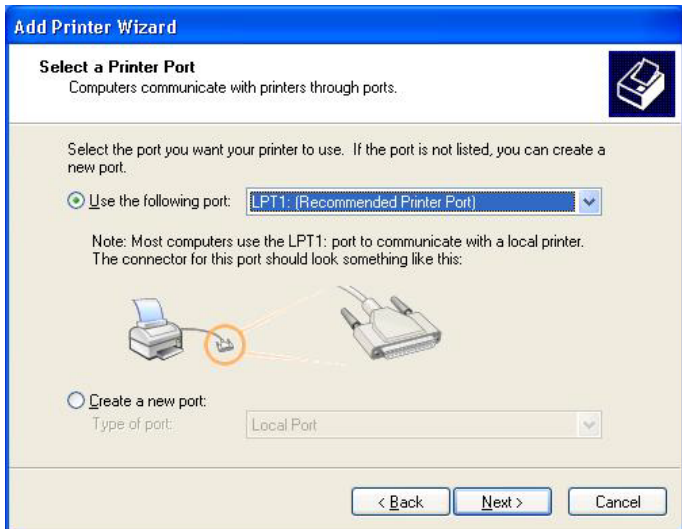 Add Printer Wizard
Select a Printer Port
Computers communicate with printers through ports.
Select the port you want your printer to use. If the port is not listed, you can create a
new port.
Use the following port: LPT1: (Recommended Printer Port)
Note: Most computers use the LPT1: port to communicate with a local printer.
The connector for this port should look something like this:
Create a new port:
Type of port: Local Port
< Back Next > Cancel